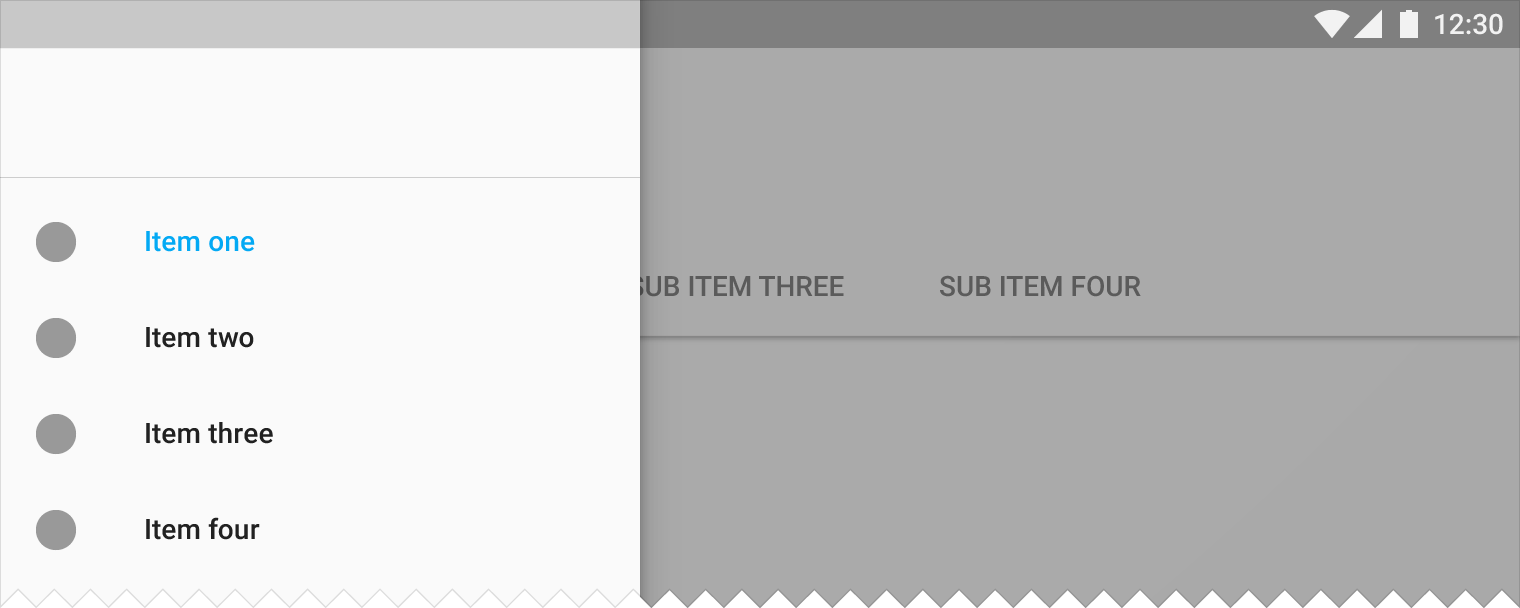 12:30
Item one
SUB ITEM THREE
SUB ITEM FOUR
Item two
Item three
Item four